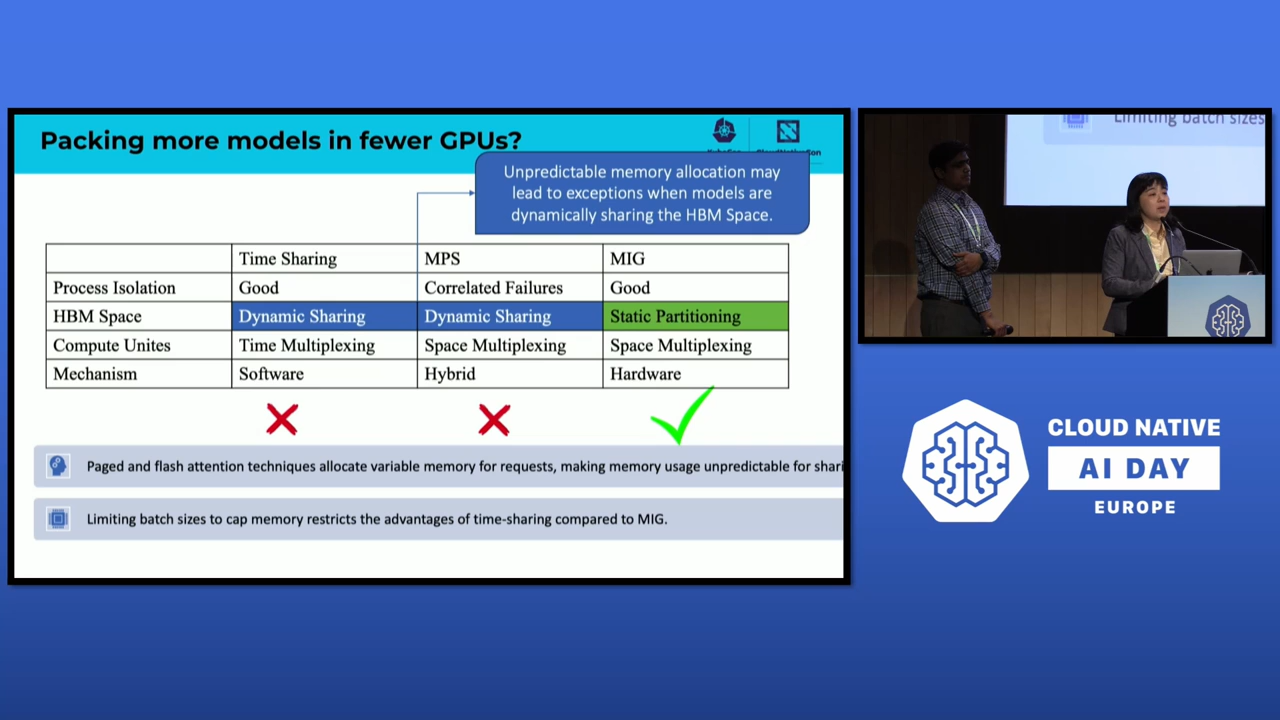 Packing more models in fewer GPUs?
Unpredictable memory allocation may
lead to exceptions when models are
dynamically sharing the HBM Space.
Time Sharing MPS MIG
Process Isolation Good Correlated Failures Good
HBM Space Dynamic Sharing Dynamic Sharing Static Partitioning
Compute Unites Time Multiplexing Space Multiplexing Space Multiplexing
Mechanism Software Hybrid Hardware
Paged and flash attention techniques allocate variable memory for requests, making memory usage unpredictable for shari
Limiting batch sizes to cap memory restricts the advantages of time-sharing compared to MIG.
Limiting batch sizes
CLOUD NATIVE
AI DAY
EUROPE